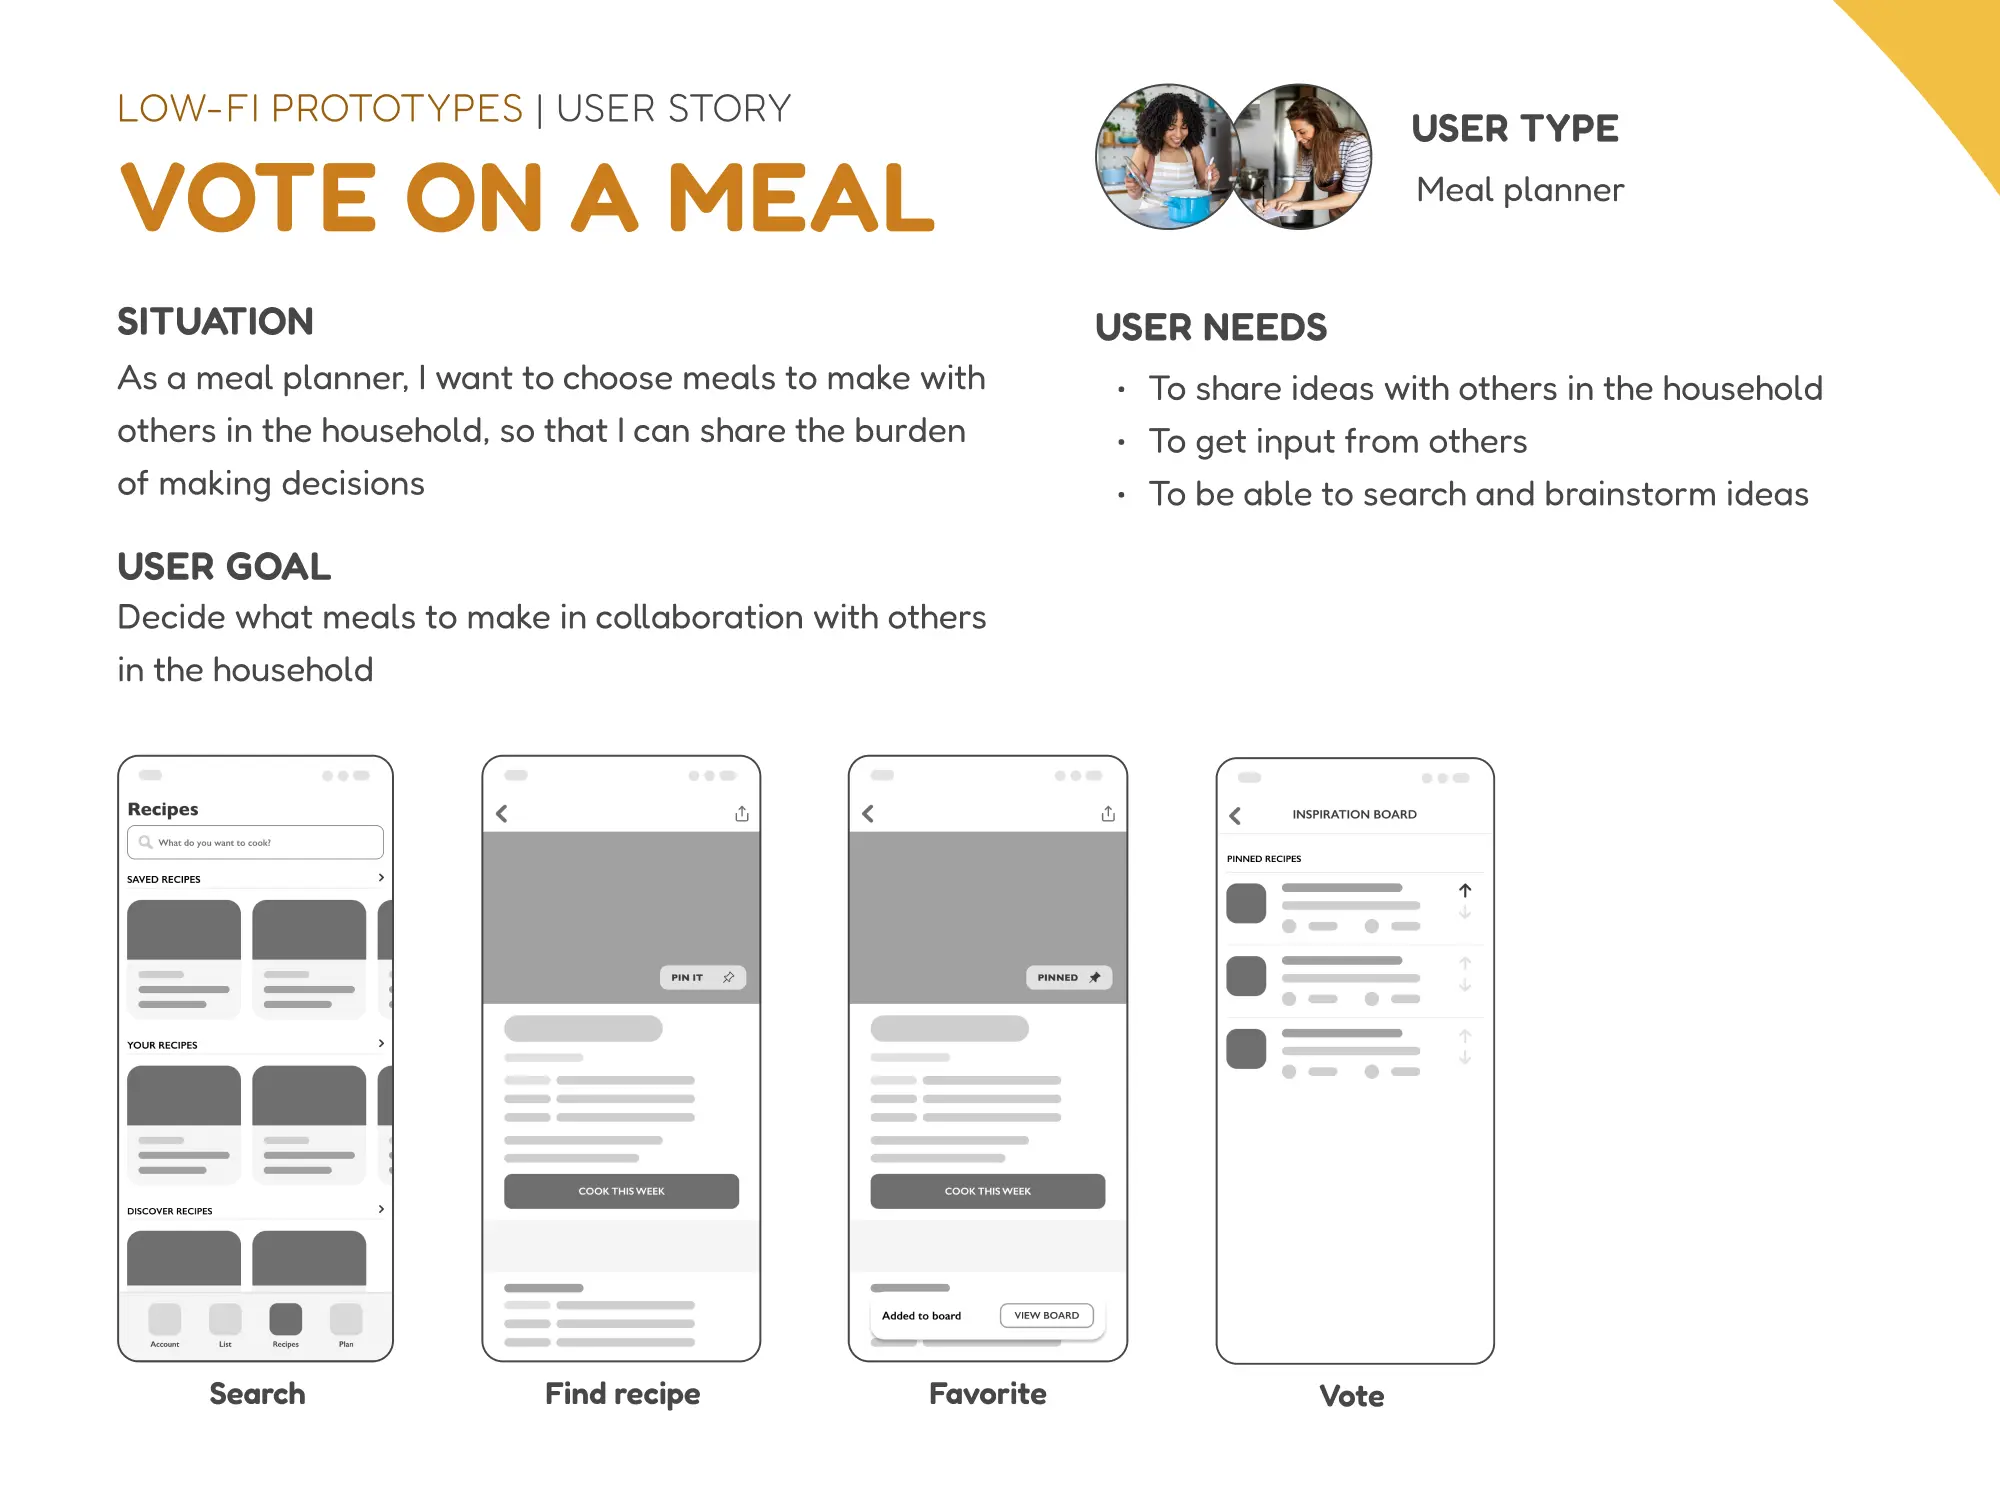 LOW-FI PROTOTYPES | USER STORY
VOTE ON A MEAL
USER TYPE
Meal planner
SITUATION
As a meal planner, I want to choose meals to make with
others in the household, so that I can share the burden
of making decisions
USER GOAL
Decide what meals to make in collaboration with others
in the household
USER NEEDS
• To share ideas with others in the household
• To get input from others
• To be able to search and brainstorm ideas
Recipes
What do you want to cook?
SAVED RECIPES
YOUR RECIPES
DISCOVER RECIPES
Account
List
Recipes
Plan
Search
PIN IT
COOK THIS WEEK
Find recipe
PINNED
COOK THIS WEEK
Added to board
VIEW BOARD
Favorite
INSPIRATION BOARD
PINNED RECIPES
Vote